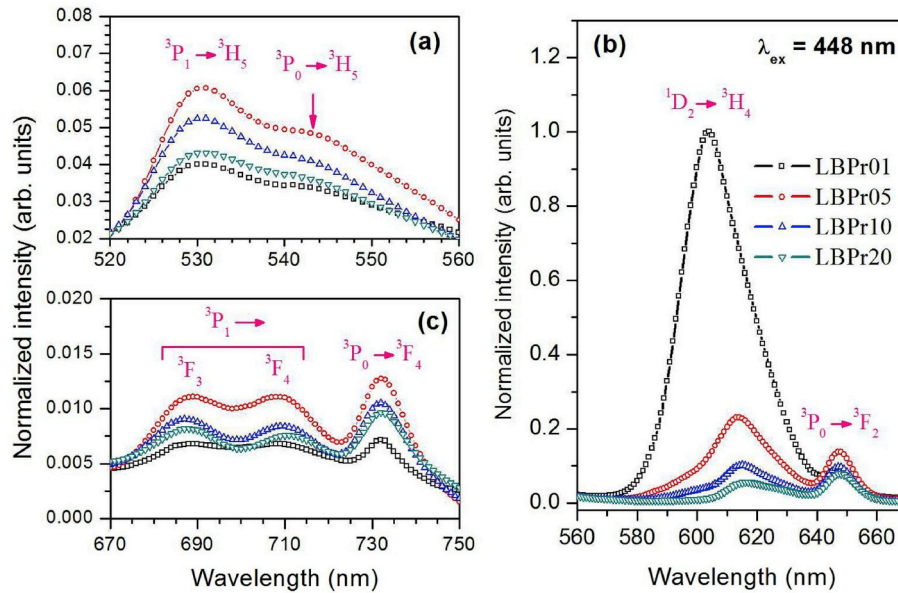 (a)
³P₁ → ³H₅
³P₀ → ³H₅
0.08
0.07
0.06
0.05
0.04
0.03
0.02
520 530 540 550 560
(c)
³P₁ →
³F₃ ³F₄
³P₀ → ³F₄
0.020
0.015
0.010
0.005
0.000
670 680 690 700 710 720 730 740 750
Wavelength (nm)
Normalized intensity (arb. units)
(b)
λex = 448 nm
¹D₂ → ³H₄
LBPr01
LBPr05
LBPr10
LBPr20
³P₀ → ³F₂
1.2
1.0
0.8
0.6
0.4
0.2
0.0
560 580 600 620 640 660
Wavelength (nm)
Normalized intensity (arb. units)